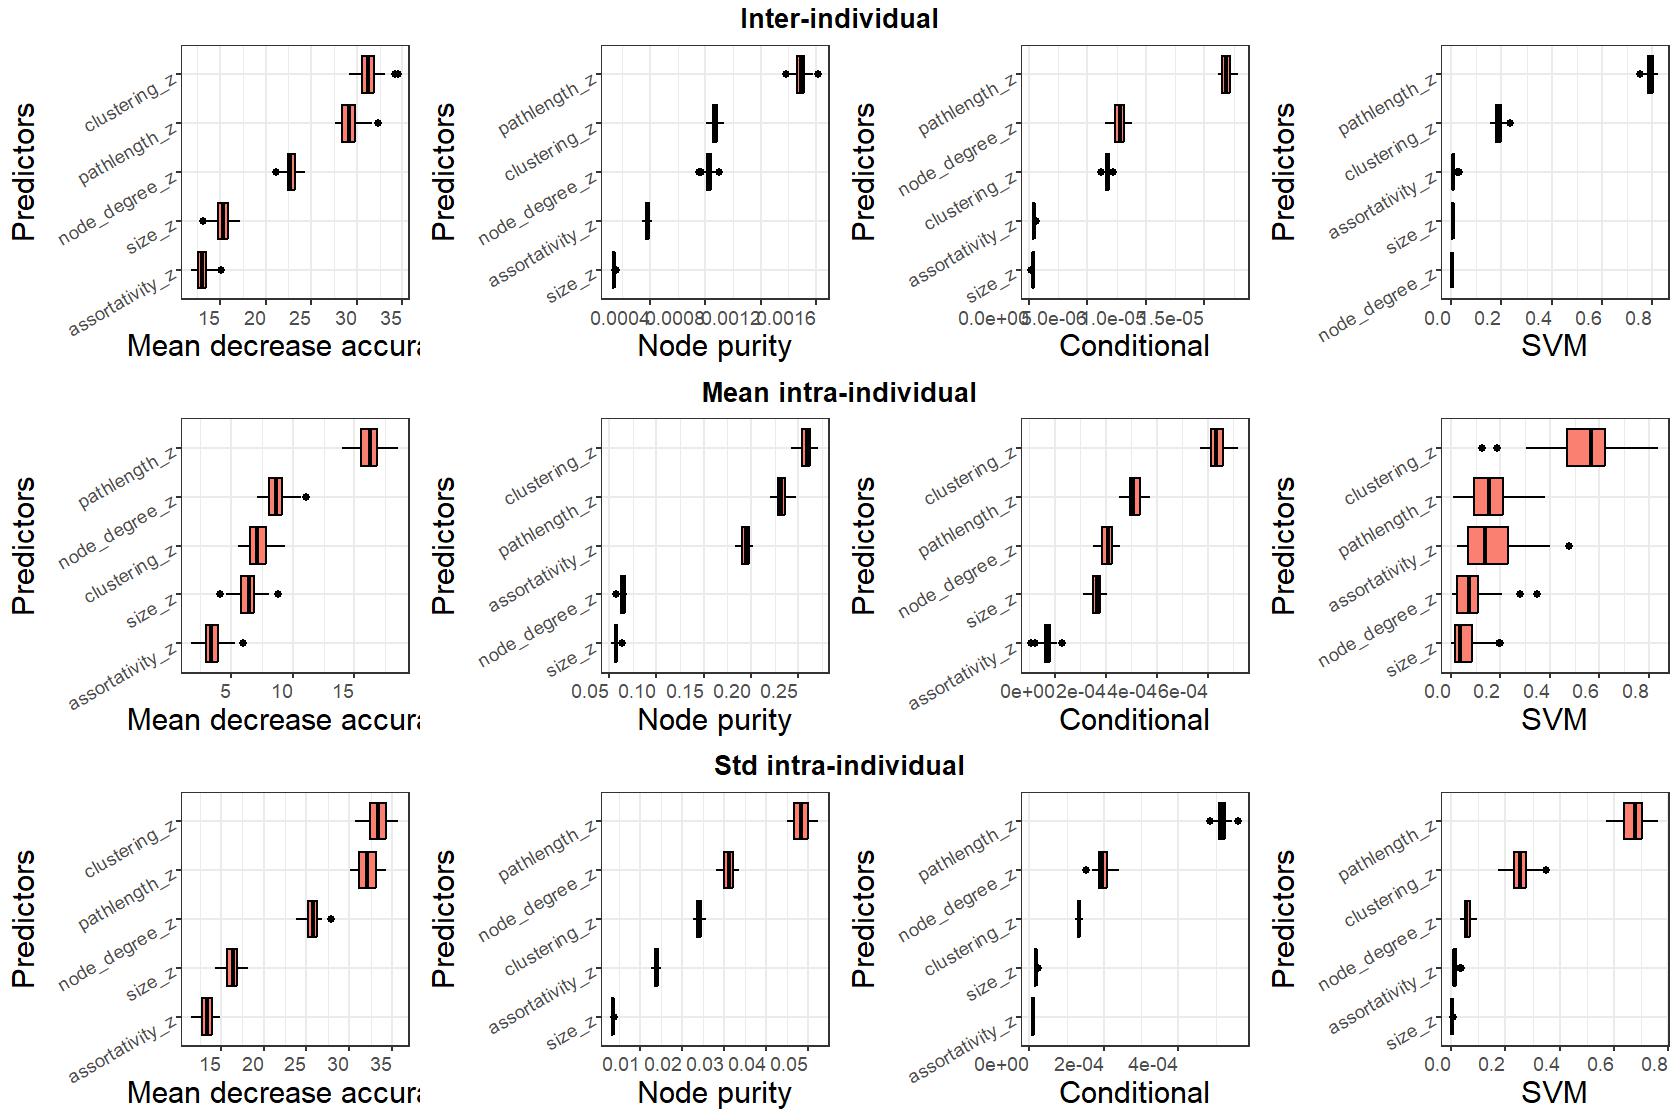 Inter-individual
Predictors
clustering_z
pathlength_z
node_degree_z
size_z
assortativity_z
15 20 25 30 35
Mean decrease accura
Predictors
pathlength_z
clustering_z
node_degree_z
assortativity_z
size_z
0.0004 0.0008 0.0012 0.0016
Node purity
Predictors
pathlength_z
node_degree_z
clustering_z
assortativity_z
size_z
0.0e+00 5.0e-06 1.0e-05 1.5e-05
Conditional
Predictors
pathlength_z
clustering_z
assortativity_z
size_z
node_degree_z
0.0 0.2 0.4 0.6 0.8
SVM
Mean intra-individual
Predictors
pathlength_z
node_degree_z
clustering_z
size_z
assortativity_z
5 10 15
Mean decrease accura
Predictors
clustering_z
pathlength_z
assortativity_z
node_degree_z
size_z
0.05 0.10 0.15 0.20 0.25
Node purity
Predictors
clustering_z
pathlength_z
node_degree_z
size_z
assortativity_z
0e+00 2e-04 4e-04 6e-04
Conditional
Predictors
clustering_z
pathlength_z
assortativity_z
node_degree_z
size_z
0.0 0.2 0.4 0.6 0.8
SVM
Std intra-individual
Predictors
clustering_z
pathlength_z
node_degree_z
size_z
assortativity_z
15 20 25 30 35
Mean decrease accura
Predictors
pathlength_z
node_degree_z
clustering_z
assortativity_z
size_z
0.01 0.02 0.03 0.04 0.05
Node purity
Predictors
pathlength_z
node_degree_z
clustering_z
size_z
assortativity_z
0e+00 2e-04 4e-04
Conditional
Predictors
pathlength_z
clustering_z
node_degree_z
assortativity_z
size_z
0.0 0.2 0.4 0.6 0.8
SVM